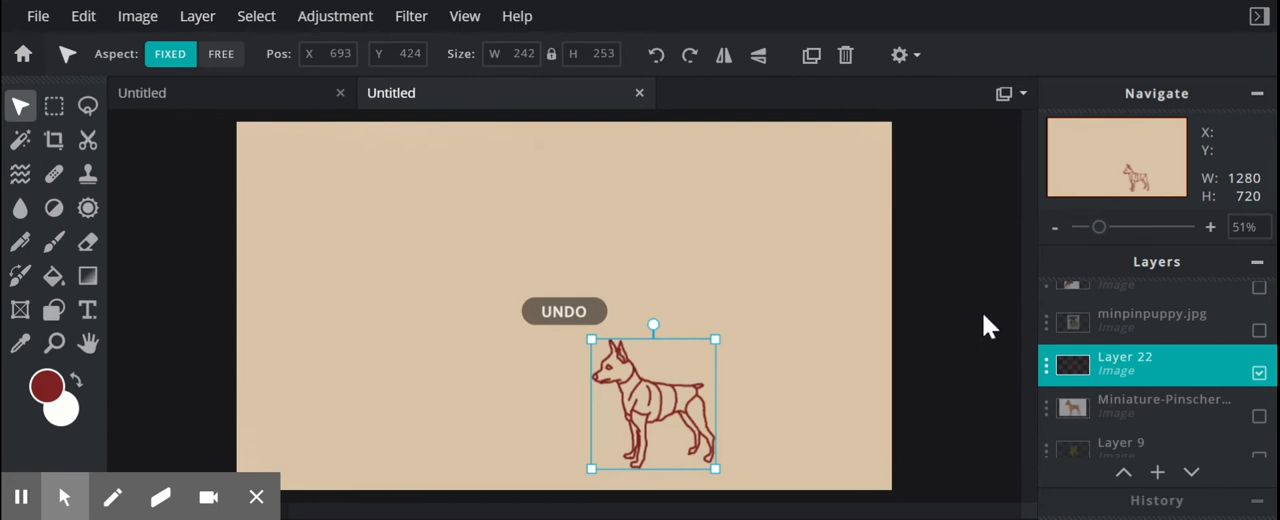 File Edit Image Layer Select Adjustment Filter View Help
Aspect: FIXED FREE Pos: X 693 Y 424 Size: W 242 H 253
Untitled Untitled
Navigate
X:
Y:
W: 1280
H: 720
- + 51%
Layers
Image
minpinpuppy.jpg
Image
UNDO
Layer 22
Image
Miniature-Pinscher...
Image
Layer 9
History